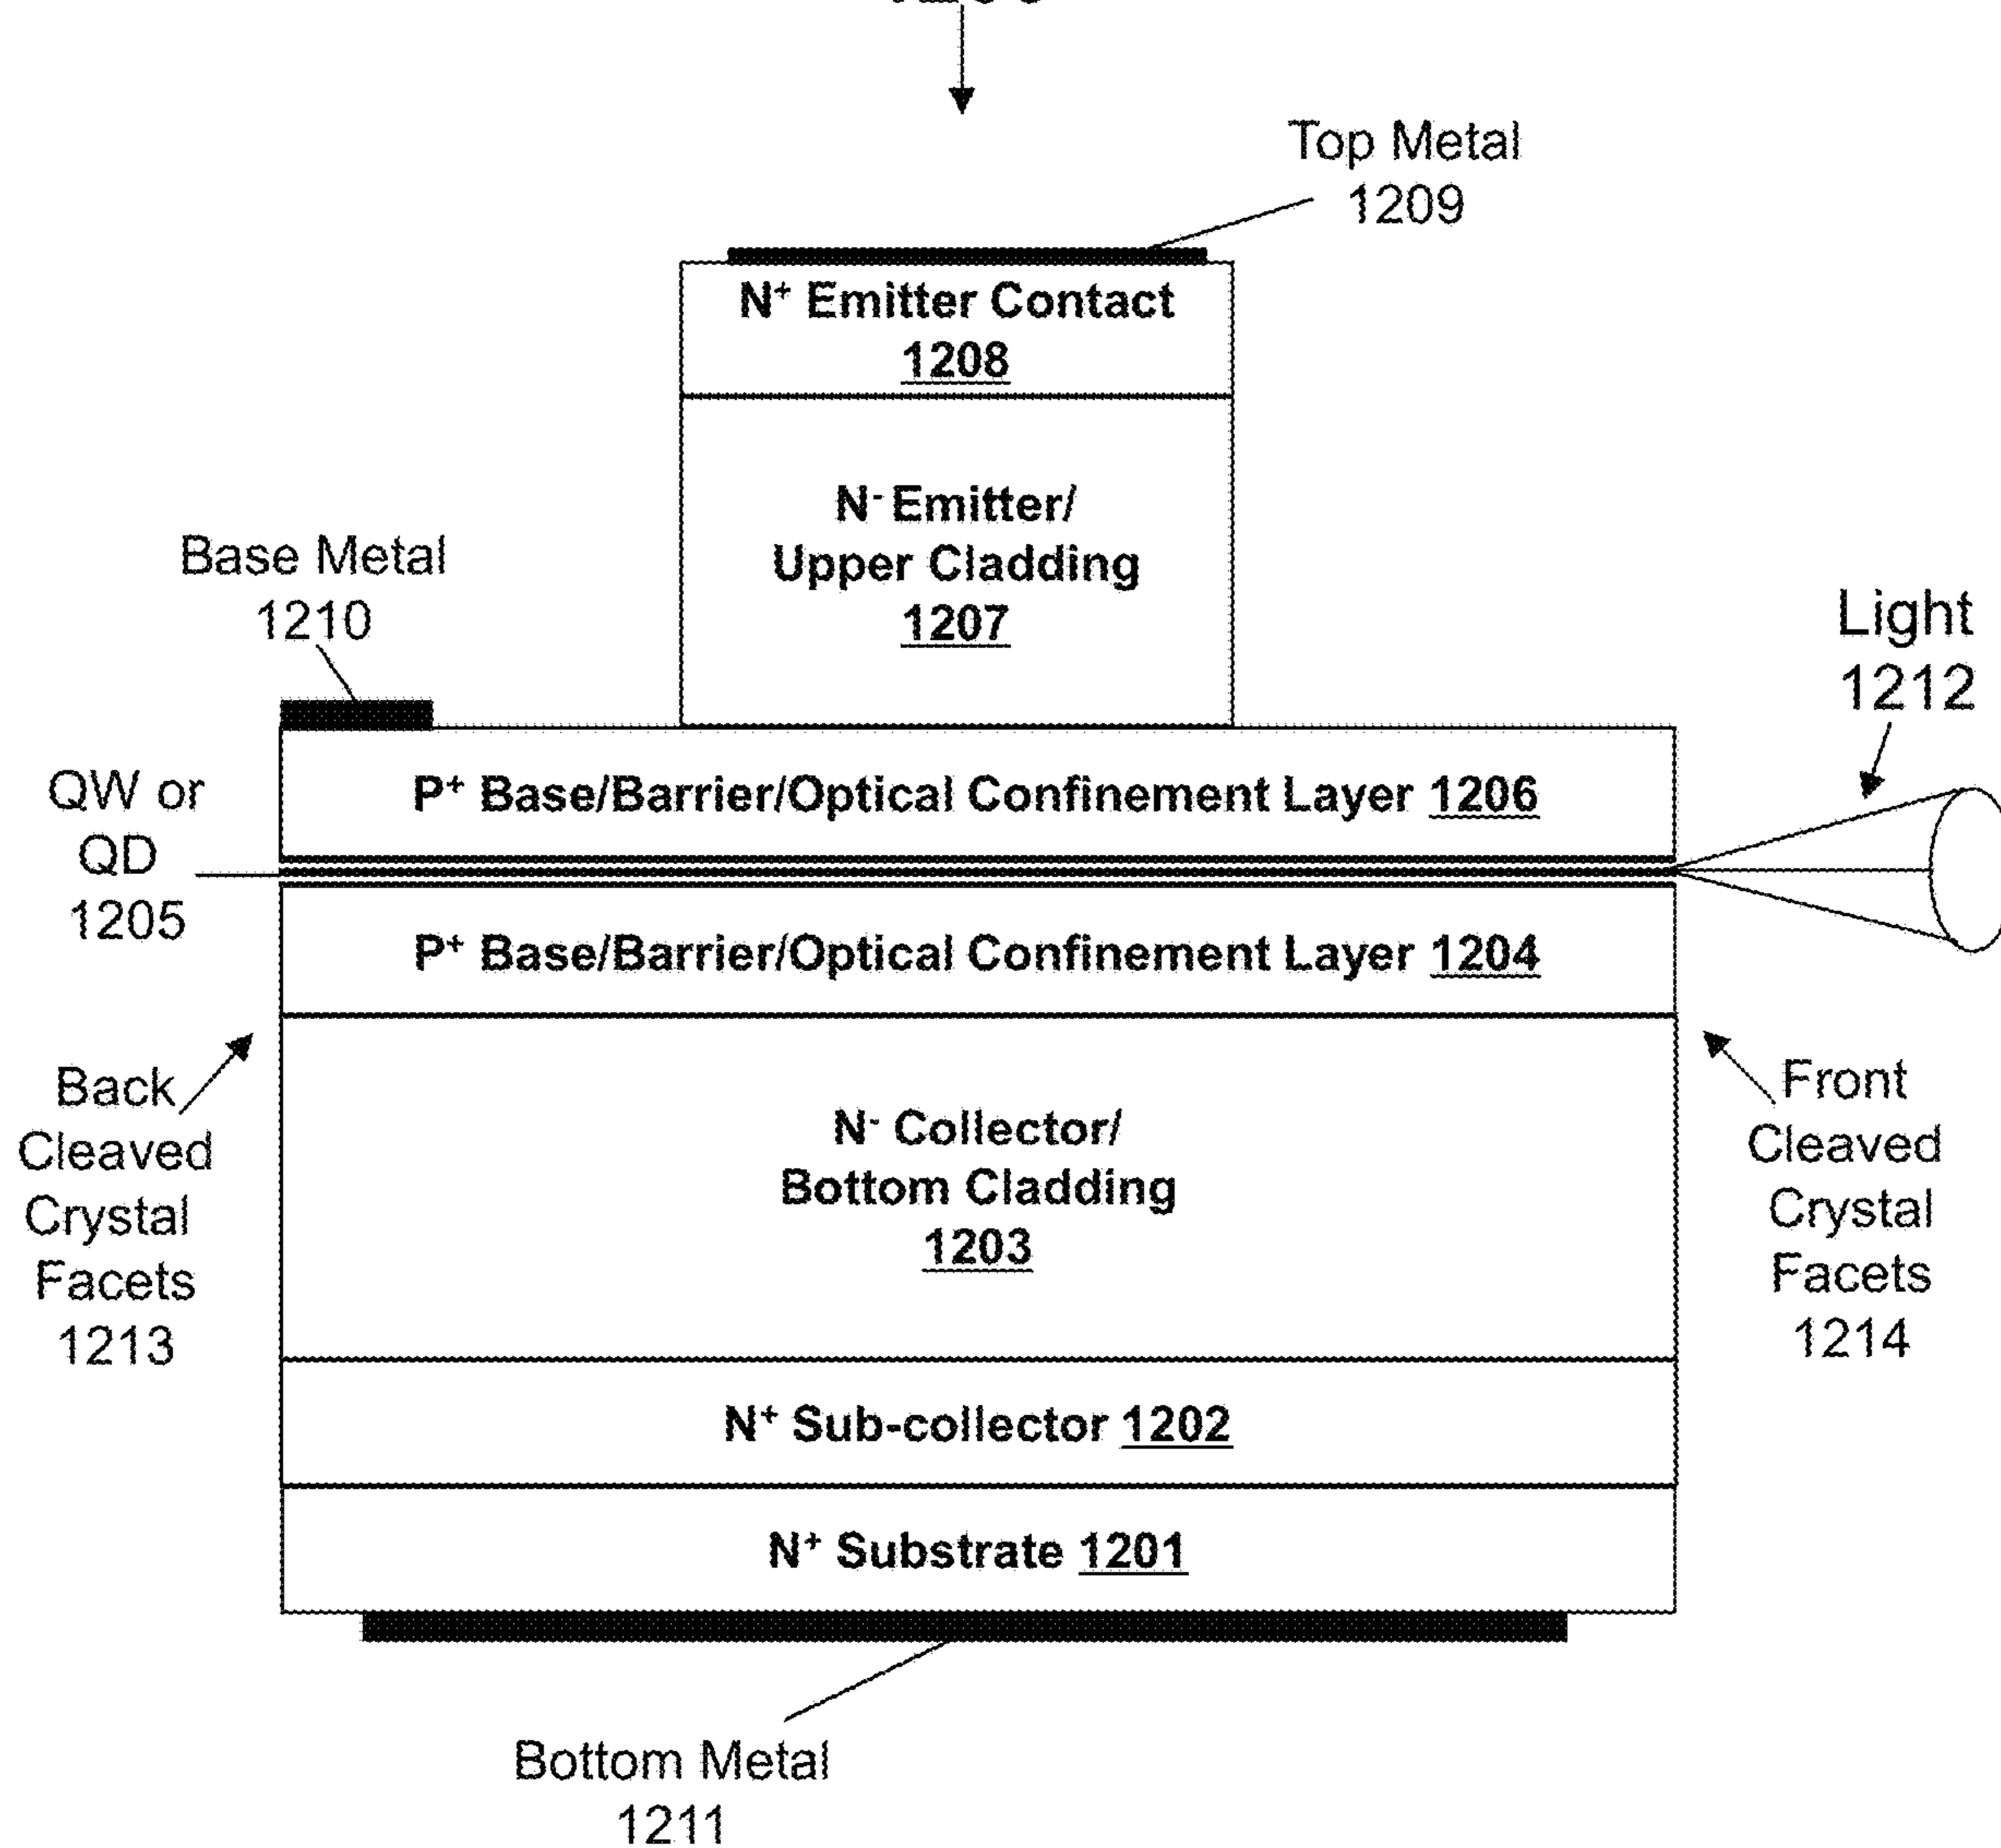 Top Metal
1209
N⁺ Emitter Contact
1208
N⁻ Emitter/
Upper Cladding
1207
Base Metal
1210
Light
1212
P⁺ Base/Barrier/Optical Confinement Layer 1206
QW or
QD
1205
P⁺ Base/Barrier/Optical Confinement Layer 1204
Back
Cleaved
Crystal
Facets
1213
N⁻ Collector/
Bottom Cladding
1203
Front
Cleaved
Crystal
Facets
1214
N⁺ Sub-collector 1202
N⁺ Substrate 1201
Bottom Metal
1211